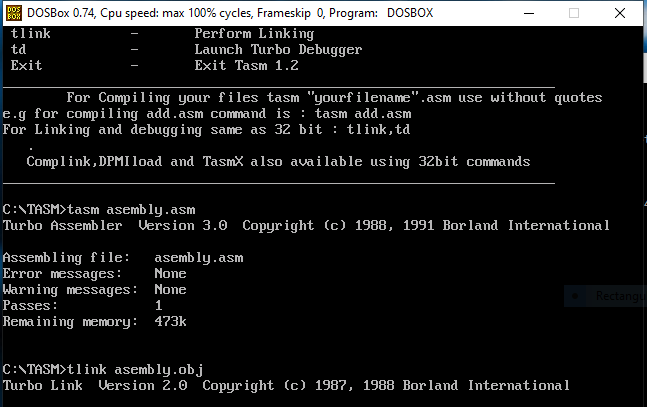 DOSBox 0.74, Cpu speed: max 100% cycles, Frameskip 0, Program: DOSBOX
tlink - Perform Linking
td - Launch Turbo Debugger
Exit - Exit Tasm 1.2
For Compiling your files tasm "yourfilename".asm use without quotes
e.g for compiling add.asm command is : tasm add.asm
For Linking and debugging same as 32 bit : tlink,td
.
Complink,DPMIload and TasmX also available using 32bit commands
C:\TASM>tasm asembly.asm
Turbo Assembler Version 3.0 Copyright (c) 1988, 1991 Borland International
Assembling file: asembly.asm
Error messages: None
Warning messages: None
Passes: 1
Remaining memory: 473k
C:\TASM>tlink asembly.obj
Turbo Link Version 2.0 Copyright (c) 1987, 1988 Borland International